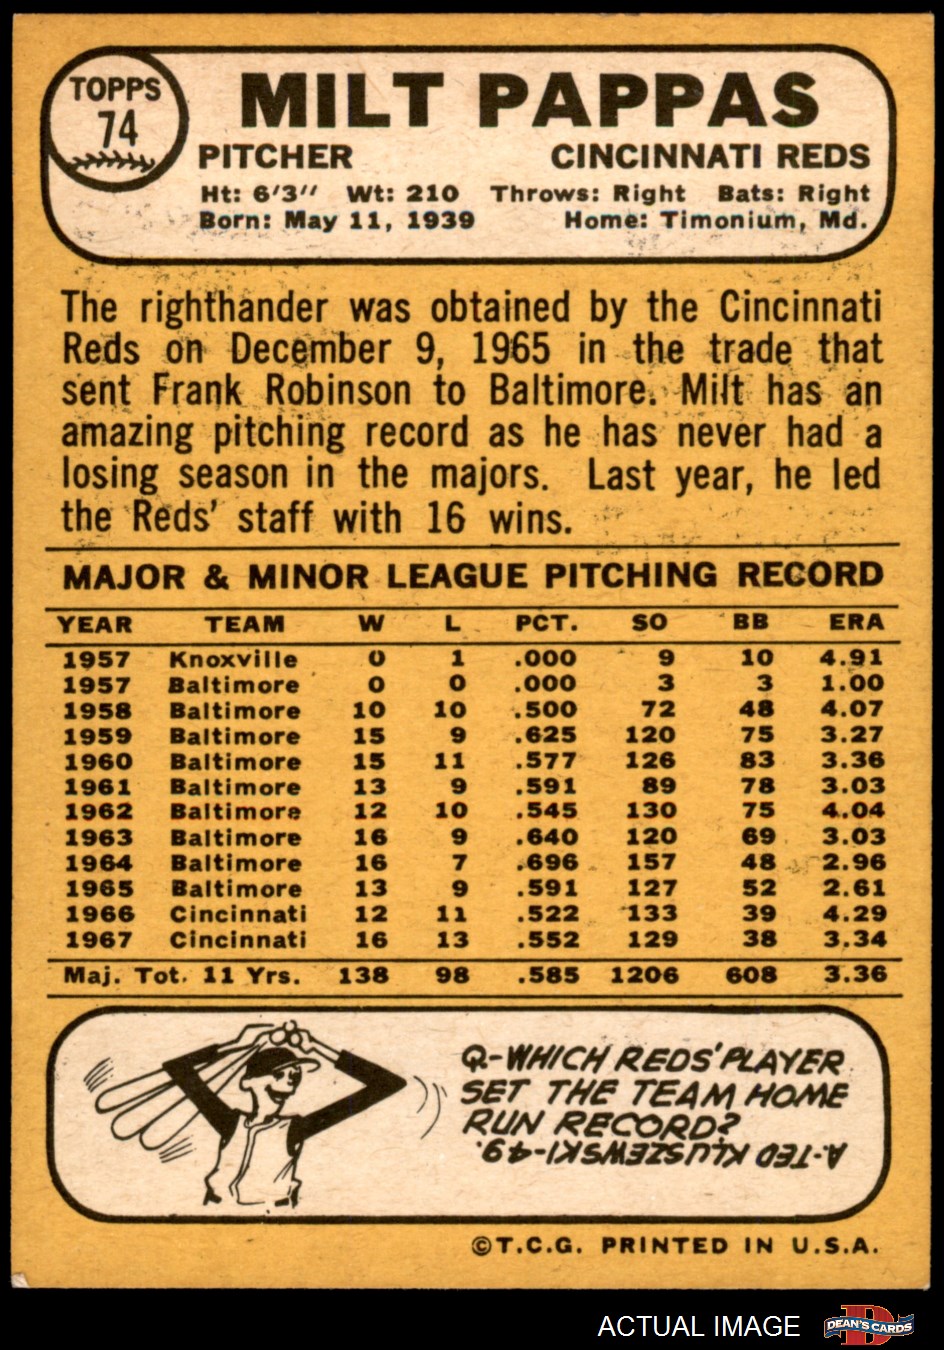 TOPPS
74
MILT PAPPAS
PITCHER CINCINNATI REDS
Ht: 6'3" Wt: 210 Throws: Right Bats: Right
Born: May 11, 1939 Home: Timonium, Md.
The righthander was obtained by the Cincinnati
Reds on December 9, 1965 in the trade that
sent Frank Robinson to Baltimore. Milt has an
amazing pitching record as he has never had a
losing season in the majors. Last year, he led
the Reds' staff with 16 wins.
MAJOR & MINOR LEAGUE PITCHING RECORD
YEAR TEAM W L PCT. SO BB ERA
1957 Knoxville 0 1 .000 9 10 4.91
1957 Baltimore 0 0 .000 3 3 1.00
1958 Baltimore 10 10 .500 72 48 4.07
1959 Baltimore 15 9 .625 120 75 3.27
1960 Baltimore 15 11 .577 126 83 3.36
1961 Baltimore 13 9 .591 89 78 3.03
1962 Baltimore 12 10 .545 130 75 4.04
1963 Baltimore 16 9 .640 120 69 3.03
1964 Baltimore 16 7 .696 157 48 2.96
1965 Baltimore 13 9 .591 127 52 2.61
1966 Cincinnati 12 11 .522 133 39 4.29
1967 Cincinnati 16 13 .552 129 38 3.34
Maj. Tot. 11 Yrs. 138 98 .585 1206 608 3.36
Q-WHICH REDS' PLAYER
SET THE TEAM HOME
RUN RECORD?
A-TED KLUSZEWSKI-49.
©T.C.G. PRINTED IN U.S.A.
ACTUAL IMAGE
D
DEAN'S CARDS